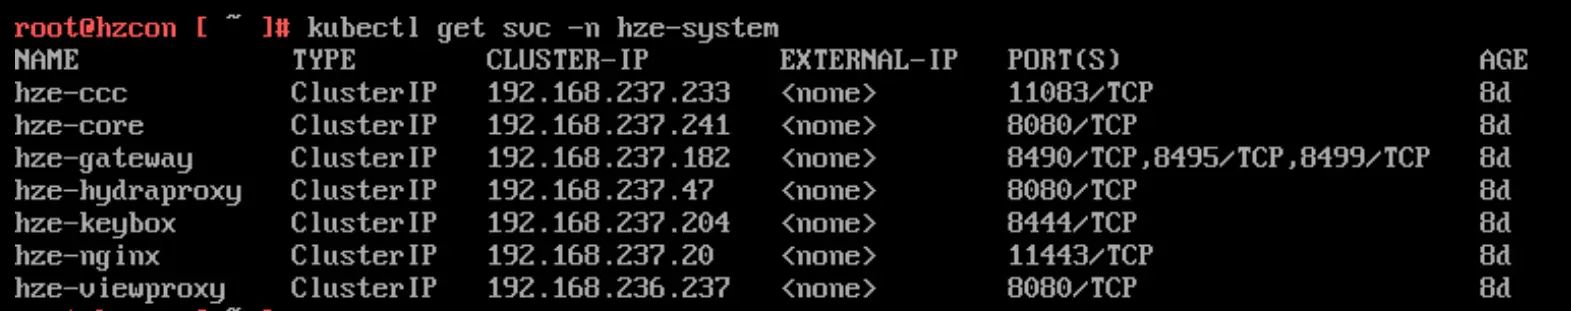 root@hzcon [ ~ ]# kubectl get svc -n hze-system
NAME TYPE CLUSTER-IP EXTERNAL-IP PORT(S) AGE
hze-ccc ClusterIP 192.168.237.233 <none> 11083/TCP 8d
hze-core ClusterIP 192.168.237.241 <none> 8080/TCP 8d
hze-gateway ClusterIP 192.168.237.182 <none> 8490/TCP,8495/TCP,8499/TCP 8d
hze-hydraproxy ClusterIP 192.168.237.47 <none> 8080/TCP 8d
hze-keybox ClusterIP 192.168.237.204 <none> 8444/TCP 8d
hze-nginx ClusterIP 192.168.237.20 <none> 11443/TCP 8d
hze-viewproxy ClusterIP 192.168.236.237 <none> 8080/TCP 8d